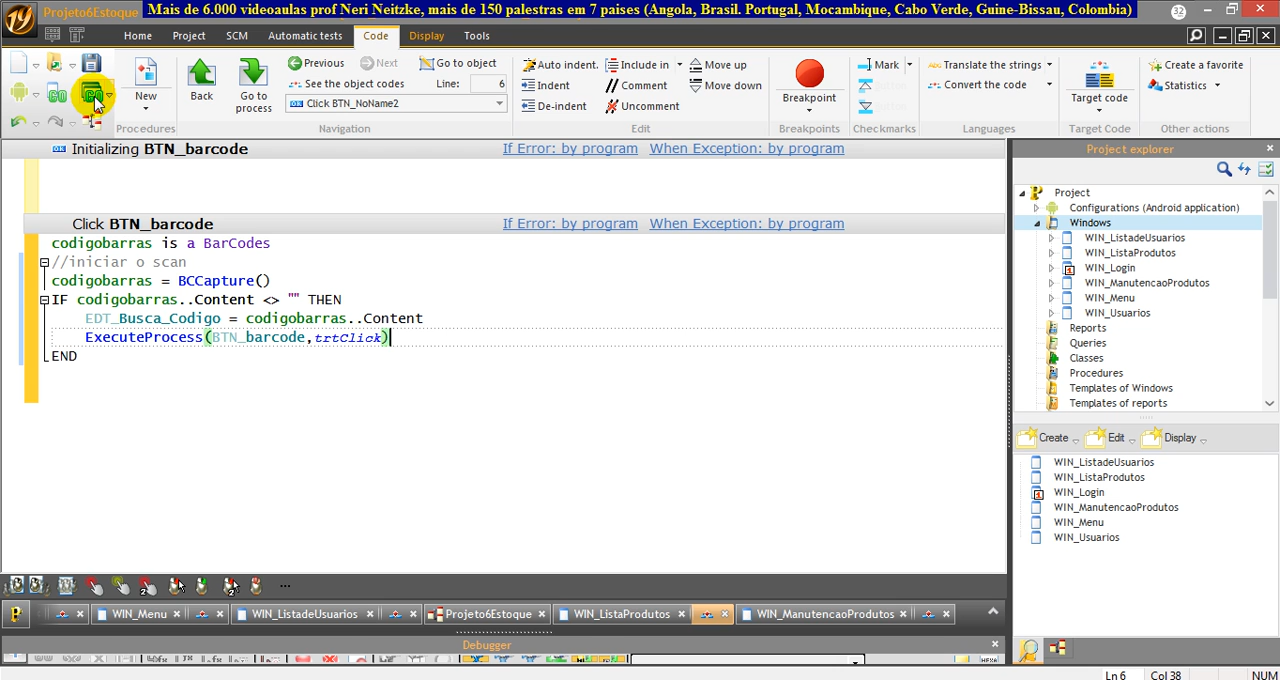 19
Projeto6Estoque
Mais de 6.000 videoaulas prof Neri Neitzke, mais de 150 palestras em 7 paises (Angola, Brasil. Portugal, Mocambique, Cabo Verde, Guine-Bissau, Colombia)
32
Home Project SCM Automatic tests Code Display Tools
GO
GO
New
Procedures
Back
Go to process
Previous Next Go to object
See the object code Line: 6
Click BTN_NoName2
Navigation
Auto indent. Include in Move up
Indent // Comment Move down
De-indent Uncomment
Edit
Breakpoint
Breakpoints
Mark
Checkmarks
Translate the strings
Convert the code
Languages
Target code
Target Code
Create a favorite
Statistics
Other actions
Initializing BTN_barcode If Error: by program When Exception: by program
Click BTN_barcode If Error: by program When Exception: by program
codigobarras is a BarCodes
//iniciar o scan
codigobarras = BCCapture()
IF codigobarras..Content <> "" THEN
EDT_Busca_Codigo = codigobarras..Content
ExecuteProcess(BTN_barcode,trtClick)
END
Project explorer
Project
Configurations (Android application)
Windows
WIN_ListadeUsuarios
WIN_ListaProdutos
WIN_Login
WIN_ManutencaoProdutos
WIN_Menu
WIN_Usuarios
Reports
Queries
Classes
Procedures
Templates of Windows
Templates of reports
Create Edit Display
WIN_ListadeUsuarios
WIN_ListaProdutos
WIN_Login
WIN_ManutencaoProdutos
WIN_Menu
WIN_Usuarios
WIN_Menu WIN_ListadeUsuarios Projeto6Estoque WIN_ListaProdutos WIN_ManutencaoProdutos
Debugger
Ln 6 Col 38 NUM